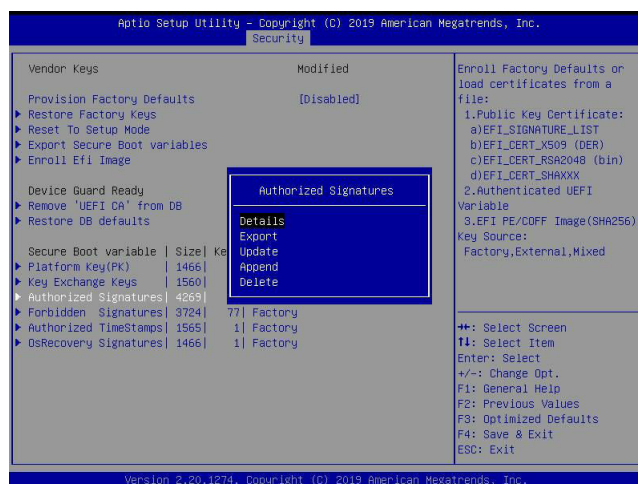 Aptio Setup Utility – Copyright (C) 2019 American Megatrends, Inc.
Security
Vendor Keys Modified
Provision Factory Defaults [Disabled]
▶ Restore Factory Keys
▶ Reset To Setup Mode
▶ Export Secure Boot variables
▶ Enroll Efi Image
Device Guard Ready
▶ Remove 'UEFI CA' from DB
▶ Restore DB defaults
Secure Boot variable | Size| Ke
▶ Platform Key(PK) | 1466|
▶ Key Exchange Keys | 1560|
▶ Authorized Signatures| 4269|
▶ Forbidden Signatures| 3724| 77| Factory
▶ Authorized TimeStamps| 1565| 1| Factory
▶ OsRecovery Signatures| 1466| 1| Factory
Authorized Signatures
Details
Export
Update
Append
Delete
Enroll Factory Defaults or
load certificates from a
file:
1.Public Key Certificate:
a)EFI_SIGNATURE_LIST
b)EFI_CERT_X509 (DER)
c)EFI_CERT_RSA2048 (bin)
d)EFI_CERT_SHAXXX
2.Authenticated UEFI
Variable
3.EFI PE/COFF Image(SHA256)
Key Source:
Factory,External,Mixed
→←: Select Screen
↑↓: Select Item
Enter: Select
+/-: Change Opt.
F1: General Help
F2: Previous Values
F3: Optimized Defaults
F4: Save & Exit
ESC: Exit
Version 2.20.1274. Copyright (C) 2019 American Megatrends, Inc.